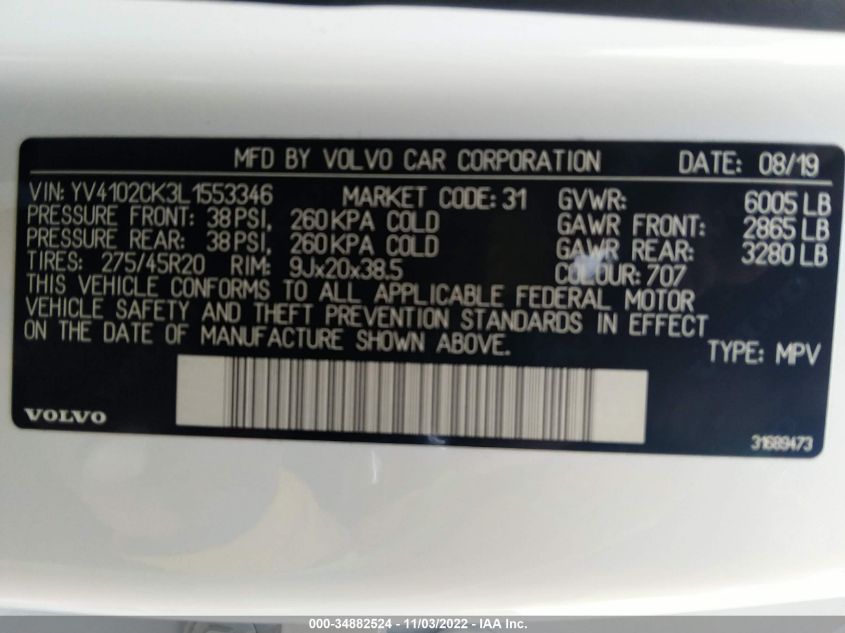 MFD BY VOLVO CAR CORPORATION DATE: 08/19
VIN: YV4102CK3L1553346 MARKET CODE: 31 GVWR: 6005 LB
PRESSURE FRONT: 38 PSI, 260 KPA COLD GAWR FRONT: 2865 LB
PRESSURE REAR: 38 PSI, 260 KPA COLD GAWR REAR: 3280 LB
TIRES: 275/45R20 RIM: 9Jx20x38.5 COLOUR: 707
THIS VEHICLE CONFORMS TO ALL APPLICABLE FEDERAL MOTOR
VEHICLE SAFETY AND THEFT PREVENTION STANDARDS IN EFFECT
ON THE DATE OF MANUFACTURE SHOWN ABOVE.
TYPE: MPV
VOLVO
31689473
000-34882524 - 11/03/2022 - IAA Inc.